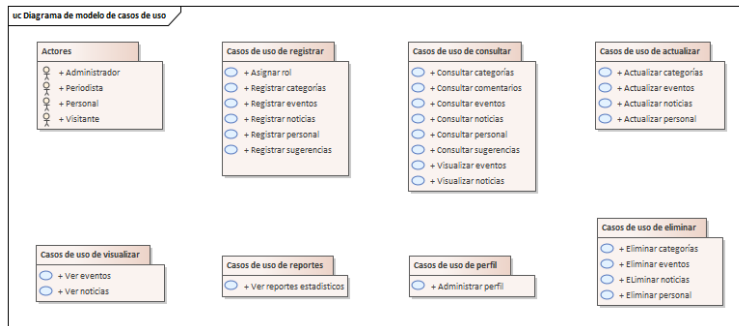 uc Diagrama de modelo de casos de uso
Actores
+ Administrador
+ Periodista
+ Personal
+ Visitante
Casos de uso de registrar
+ Asignar rol
+ Registrar categorías
+ Registrar eventos
+ Registrar noticias
+ Registrar personal
+ Registrar sugerencias
Casos de uso de consultar
+ Consultar categorías
+ Consultar comentarios
+ Consultar eventos
+ Consultar noticias
+ Consultar personal
+ Consultar sugerencias
+ Visualizar eventos
+ Visualizar noticias
Casos de uso de actualizar
+ Actualizar categorías
+ Actualizar eventos
+ Actualizar noticias
+ Actualizar personal
Casos de uso de visualizar
+ Ver eventos
+ Ver noticias
Casos de uso de reportes
+ Ver reportes estadísticos
Casos de uso de perfil
+ Administrar perfil
Casos de uso de eliminar
+ Eliminar categorías
+ Eliminar eventos
+ ELiminar noticias
+ Eliminar personal